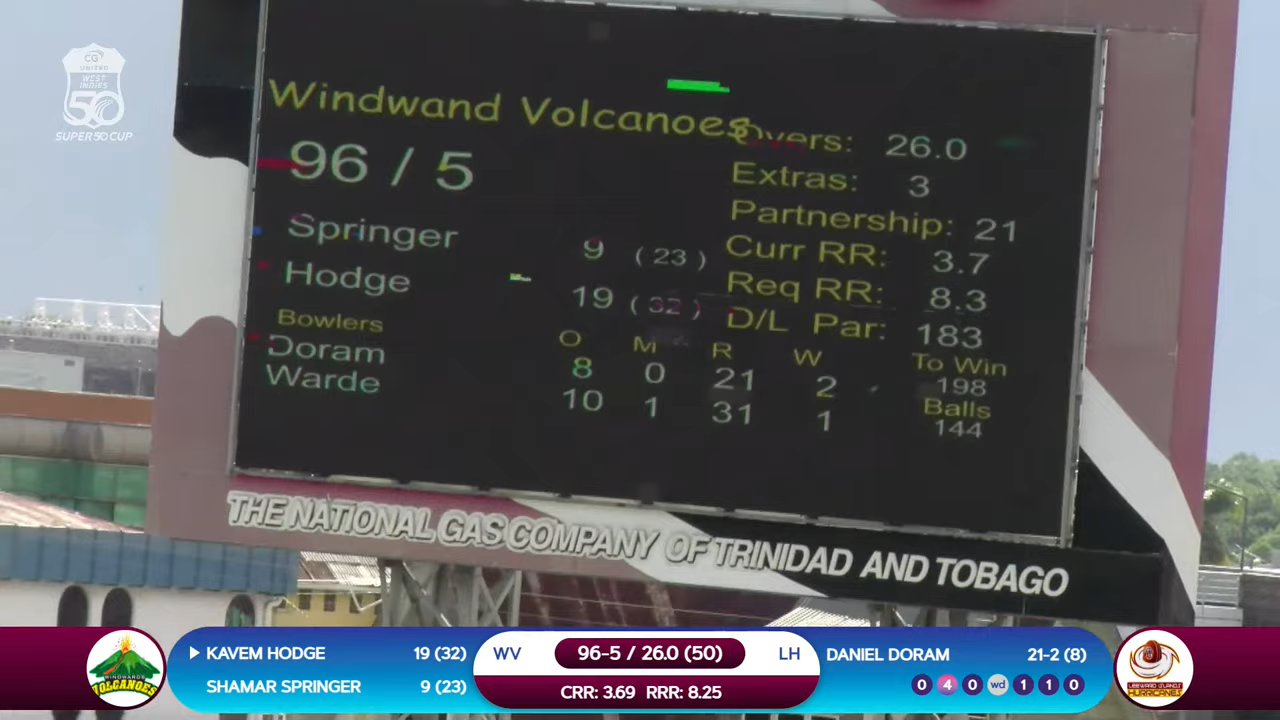 CG
UNITED
WEST
INDIES
50
SUPER50 CUP
Windwand Volcanoes
96 / 5
Overs: 26.0
Extras: 3
Partnership: 21
Curr RR: 3.7
Req RR: 8.3
D/L Par: 183
Springer 9 ( 23 )
Hodge 19 ( 32 )
Bowlers O M R W
Doram 8 0 21 2
Warde 10 1 31 1
To Win
198
Balls
144
THE NATIONAL GAS COMPANY OF TRINIDAD AND TOBAGO
WINDWARD
VOLCANOES
KAVEM HODGE 19 (32)
SHAMAR SPRINGER 9 (23)
WV 96-5 / 26.0 (50) LH
CRR: 3.69 RRR: 8.25
DANIEL DORAM 21-2 (8)
0 4 0 wd 1 1 0
LEEWARD ISLANDS
HURRICANES